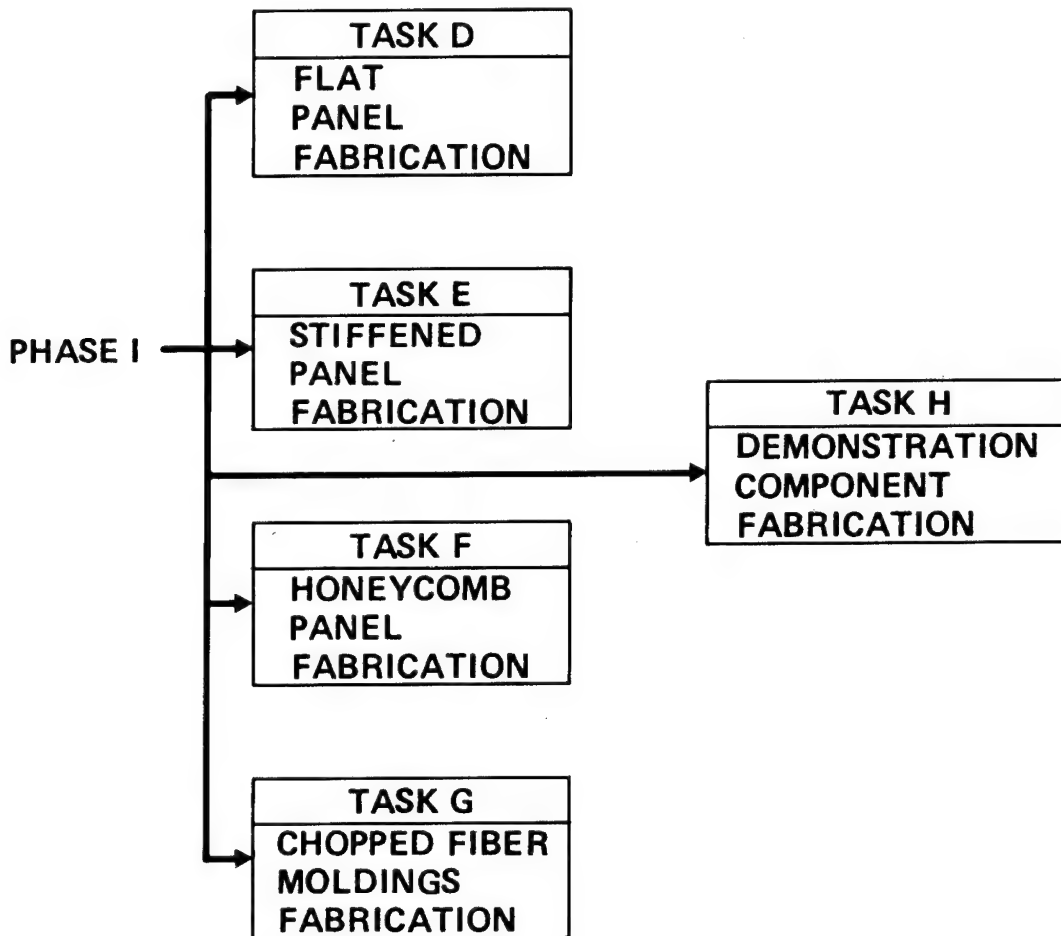 TASK D
FLAT
PANEL
FABRICATION
TASK E
STIFFENED
PANEL
FABRICATION
PHASE I
TASK H
DEMONSTRATION
COMPONENT
FABRICATION
TASK F
HONEYCOMB
PANEL
FABRICATION
TASK G
CHOPPED FIBER
MOLDINGS
FABRICATION